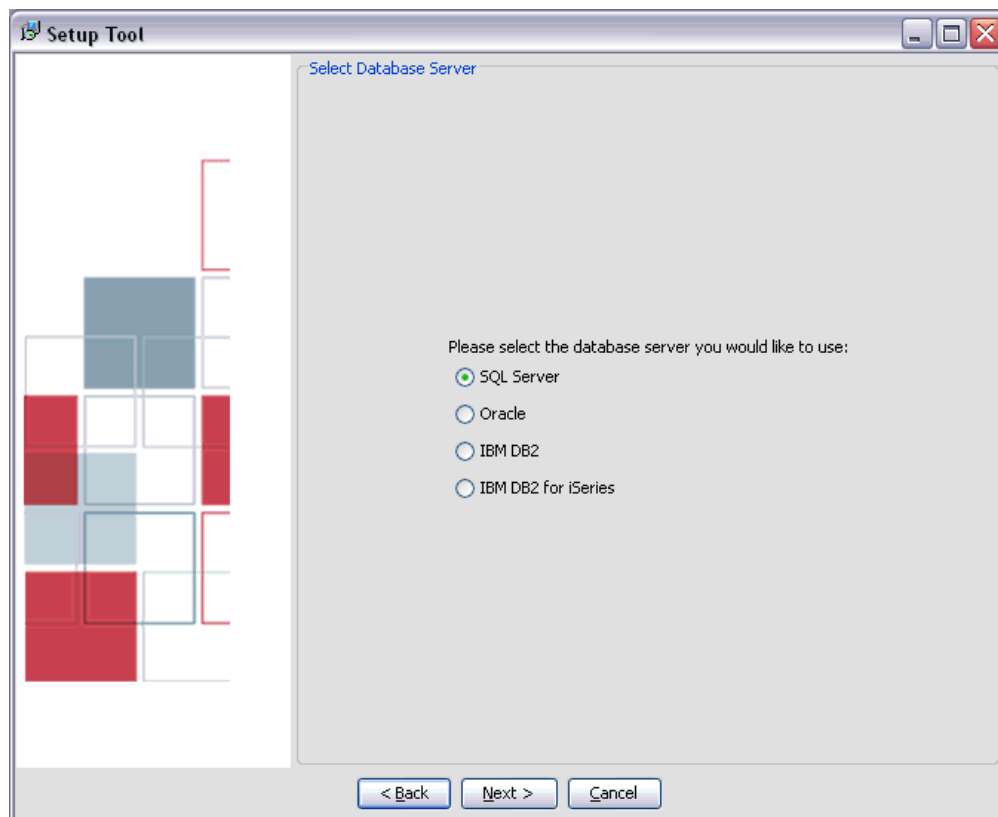 Setup Tool
Select Database Server
Please select the database server you would like to use:
SQL Server
Oracle
IBM DB2
IBM DB2 for iSeries
< Back
Next >
Cancel